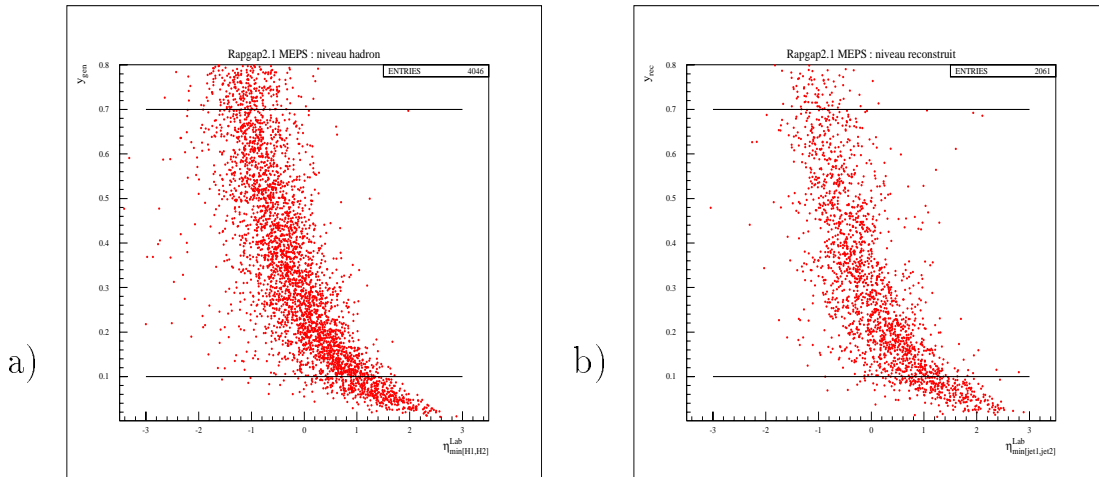 Rapgap2.1 MEPS : niveau hadron
ENTRIES 4046
y_gen
0.8
0.7
0.6
0.5
0.4
0.3
0.2
0.1
-3 -2 -1 0 1 2 3
η^Lab_min[H1,H2]
a)
Rapgap2.1 MEPS : niveau reconstruit
ENTRIES 2061
y_rec
0.8
0.7
0.6
0.5
0.4
0.3
0.2
0.1
-3 -2 -1 0 1 2 3
η^Lab_min[jet1,jet2]
b)